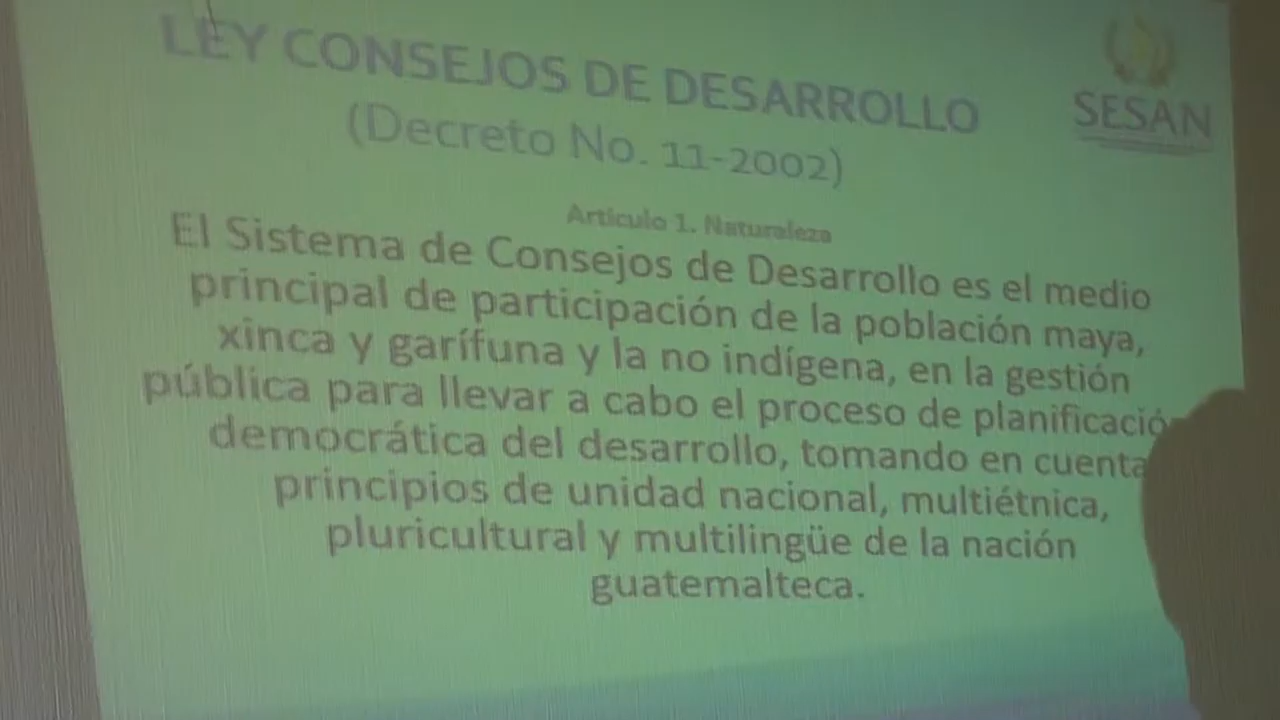 LEY CONSEJOS DE DESARROLLO
(Decreto No. 11-2002)
SESAN
Artículo 1. Naturaleza
El Sistema de Consejos de Desarrollo es el medio
principal de participación de la población maya,
xinca y garífuna y la no indígena, en la gestión
pública para llevar a cabo el proceso de planificación
democrática del desarrollo, tomando en cuenta
principios de unidad nacional, multiétnica,
pluricultural y multilingüe de la nación
guatemalteca.